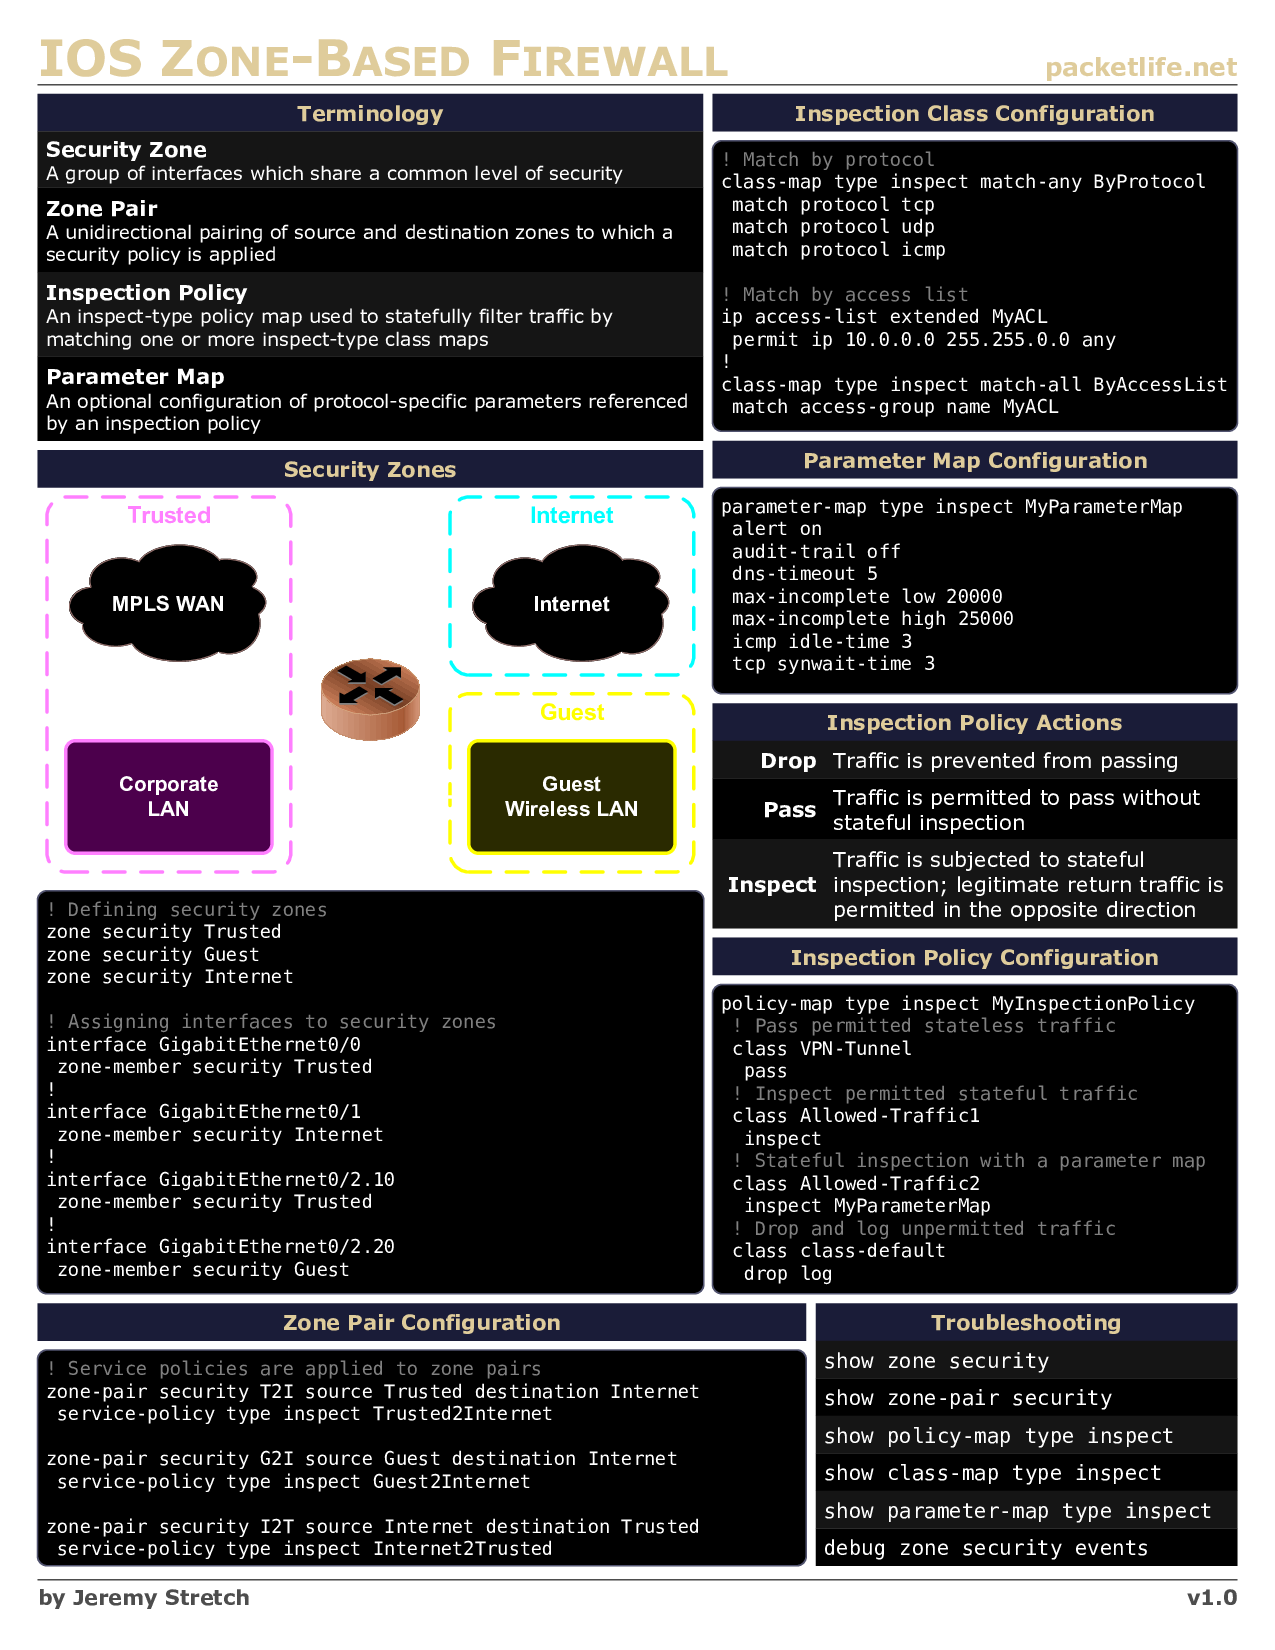 IOS ZONE-BASED FIREWALL
packetlife.net
Terminology
Security Zone
A group of interfaces which share a common level of security
Zone Pair
A unidirectional pairing of source and destination zones to which a
security policy is applied
Inspection Policy
An inspect-type policy map used to statefully filter traffic by
matching one or more inspect-type class maps
Parameter Map
An optional configuration of protocol-specific parameters referenced
by an inspection policy
Security Zones
Trusted
MPLS WAN
Corporate
LAN
Internet
Internet
Guest
Guest
Wireless LAN
! Defining security zones
zone security Trusted
zone security Guest
zone security Internet
! Assigning interfaces to security zones
interface GigabitEthernet0/0
 zone-member security Trusted
!
interface GigabitEthernet0/1
 zone-member security Internet
!
interface GigabitEthernet0/2.10
 zone-member security Trusted
!
interface GigabitEthernet0/2.20
 zone-member security Guest
Inspection Class Configuration
! Match by protocol
class-map type inspect match-any ByProtocol
 match protocol tcp
 match protocol udp
 match protocol icmp
! Match by access list
ip access-list extended MyACL
 permit ip 10.0.0.0 255.255.0.0 any
!
class-map type inspect match-all ByAccessList
 match access-group name MyACL
Parameter Map Configuration
parameter-map type inspect MyParameterMap
 alert on
 audit-trail off
 dns-timeout 5
 max-incomplete low 20000
 max-incomplete high 25000
 icmp idle-time 3
 tcp synwait-time 3
Inspection Policy Actions
Drop Traffic is prevented from passing
Pass Traffic is permitted to pass without
stateful inspection
Inspect Traffic is subjected to stateful
inspection; legitimate return traffic is
permitted in the opposite direction
Inspection Policy Configuration
policy-map type inspect MyInspectionPolicy
 ! Pass permitted stateless traffic
 class VPN-Tunnel
  pass
 ! Inspect permitted stateful traffic
 class Allowed-Traffic1
  inspect
 ! Stateful inspection with a parameter map
 class Allowed-Traffic2
  inspect MyParameterMap
 ! Drop and log unpermitted traffic
 class class-default
  drop log
Zone Pair Configuration
! Service policies are applied to zone pairs
zone-pair security T2I source Trusted destination Internet
 service-policy type inspect Trusted2Internet
zone-pair security G2I source Guest destination Internet
 service-policy type inspect Guest2Internet
zone-pair security I2T source Internet destination Trusted
 service-policy type inspect Internet2Trusted
Troubleshooting
show zone security
show zone-pair security
show policy-map type inspect
show class-map type inspect
show parameter-map type inspect
debug zone security events
by Jeremy Stretch
v1.0